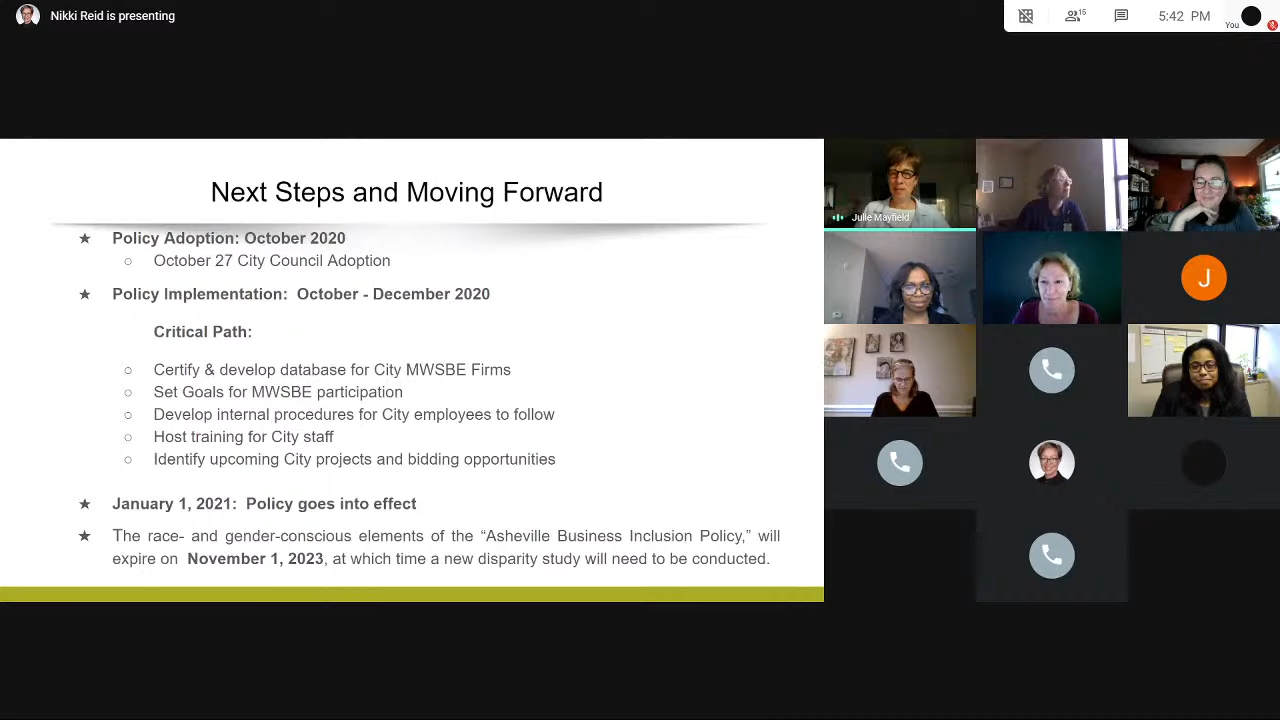 Nikki Reid is presenting
15
5:42 PM
You
Next Steps and Moving Forward
★ Policy Adoption: October 2020
○ October 27 City Council Adoption
★ Policy Implementation: October - December 2020
Critical Path:
○ Certify & develop database for City MWSBE Firms
○ Set Goals for MWSBE participation
○ Develop internal procedures for City employees to follow
○ Host training for City staff
○ Identify upcoming City projects and bidding opportunities
★ January 1, 2021: Policy goes into effect
★ The race- and gender-conscious elements of the “Asheville Business Inclusion Policy,” will
expire on November 1, 2023, at which time a new disparity study will need to be conducted.
Julie Mayfield
J